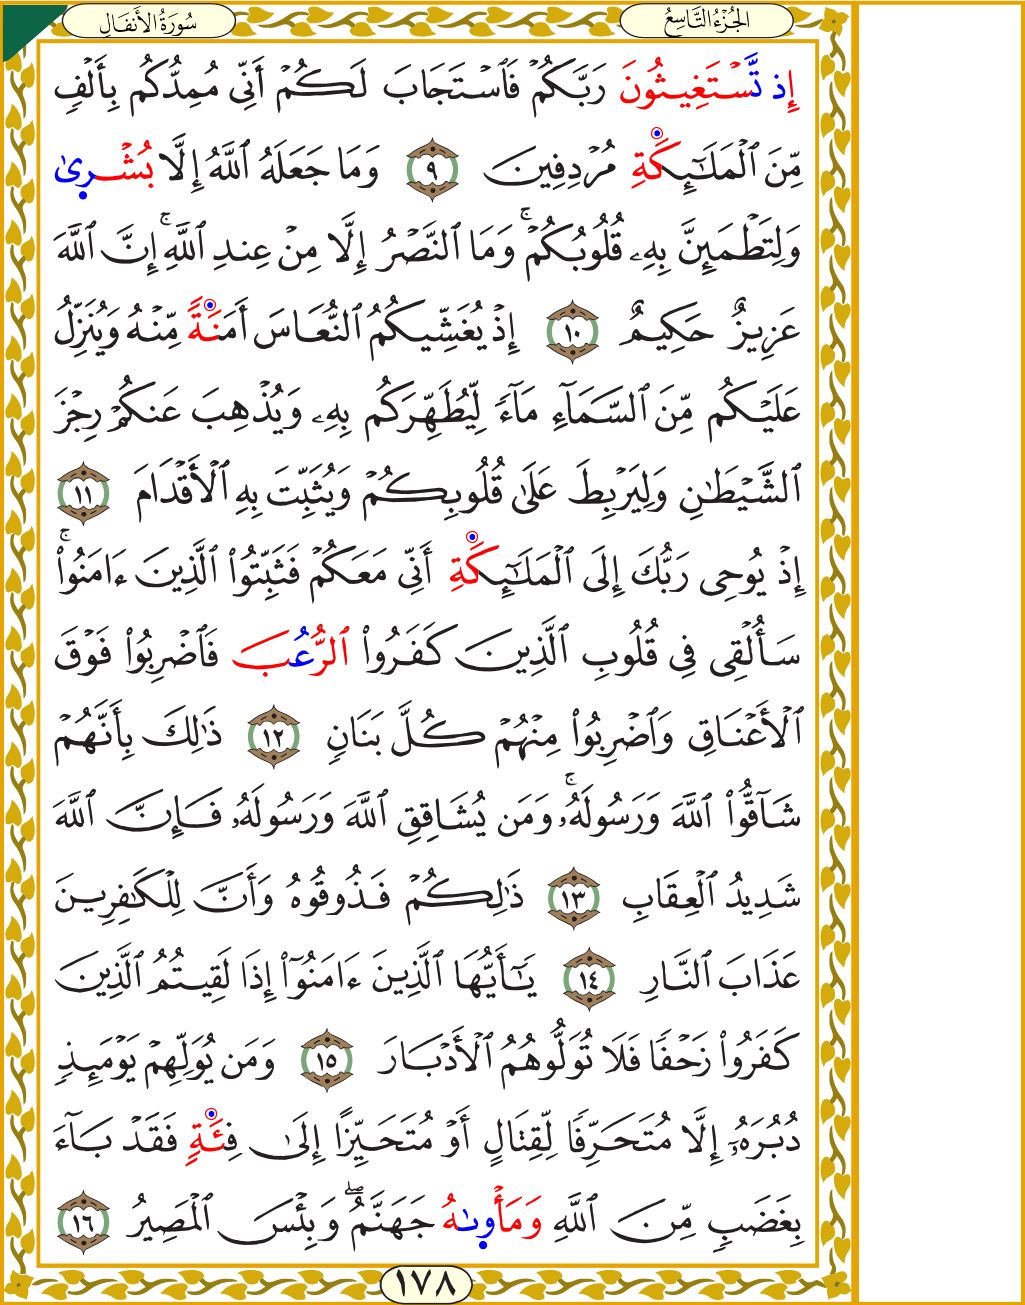 الجُزْءُ التَّاسِعُ
سُورَةُ الأَنفَالِ
إِذ تَّسْتَغِيثُونَ رَبَّكُمْ فَٱسْتَجَابَ لَكُمْ أَنِّى مُمِدُّكُم بِأَلْفٍ
مِّنَ ٱلْمَلَـٰٓئِكَةِ مُرْدِفِينَ ٩ وَمَا جَعَلَهُ ٱللَّهُ إِلَّا بُشْرِىٰ
وَلِتَطْمَئِنَّ بِهِۦ قُلُوبُكُمْ ۚ وَمَا ٱلنَّصْرُ إِلَّا مِنْ عِندِ ٱللَّهِ ۚ إِنَّ ٱللَّهَ
عَزِيزٌ حَكِيمٌ ١٠ إِذْ يُغَشِّيكُمُ ٱلنُّعَاسَ أَمَنَةً مِّنْهُ وَيُنَزِّلُ
عَلَيْكُم مِّنَ ٱلسَّمَآءِ مَآءً لِّيُطَهِّرَكُم بِهِۦ وَيُذْهِبَ عَنكُمْ رِجْزَ
ٱلشَّيْطَـٰنِ وَلِيَرْبِطَ عَلَىٰ قُلُوبِكُمْ وَيُثَبِّتَ بِهِ ٱلْأَقْدَامَ ١١
إِذْ يُوحِى رَبُّكَ إِلَى ٱلْمَلَـٰٓئِكَةِ أَنِّى مَعَكُمْ فَثَبِّتُوا۟ ٱلَّذِينَ ءَامَنُوا۟ ۚ
سَأُلْقِى فِى قُلُوبِ ٱلَّذِينَ كَفَرُوا۟ ٱلرُّعُبَ فَٱضْرِبُوا۟ فَوْقَ
ٱلْأَعْنَاقِ وَٱضْرِبُوا۟ مِنْهُمْ كُلَّ بَنَانٍ ١٢ ذَٰلِكَ بِأَنَّهُمْ
شَآقُّوا۟ ٱللَّهَ وَرَسُولَهُۥ ۚ وَمَن يُشَاقِقِ ٱللَّهَ وَرَسُولَهُۥ فَإِنَّ ٱللَّهَ
شَدِيدُ ٱلْعِقَابِ ١٣ ذَٰلِكُمْ فَذُوقُوهُ وَأَنَّ لِلْكَـٰفِرِينَ
عَذَابَ ٱلنَّارِ ١٤ يَـٰٓأَيُّهَا ٱلَّذِينَ ءَامَنُوٓا۟ إِذَا لَقِيتُمُ ٱلَّذِينَ
كَفَرُوا۟ زَحْفًا فَلَا تُوَلُّوهُمُ ٱلْأَدْبَارَ ١٥ وَمَن يُوَلِّهِمْ يَوْمَئِذٍ
دُبُرَهُۥٓ إِلَّا مُتَحَرِّفًا لِّقِتَالٍ أَوْ مُتَحَيِّزًا إِلَىٰ فِئَةٍ فَقَدْ بَآءَ
بِغَضَبٍ مِّنَ ٱللَّهِ وَمَأْوِىٰهُ جَهَنَّمُ ۖ وَبِئْسَ ٱلْمَصِيرُ ١٦
١٧٨